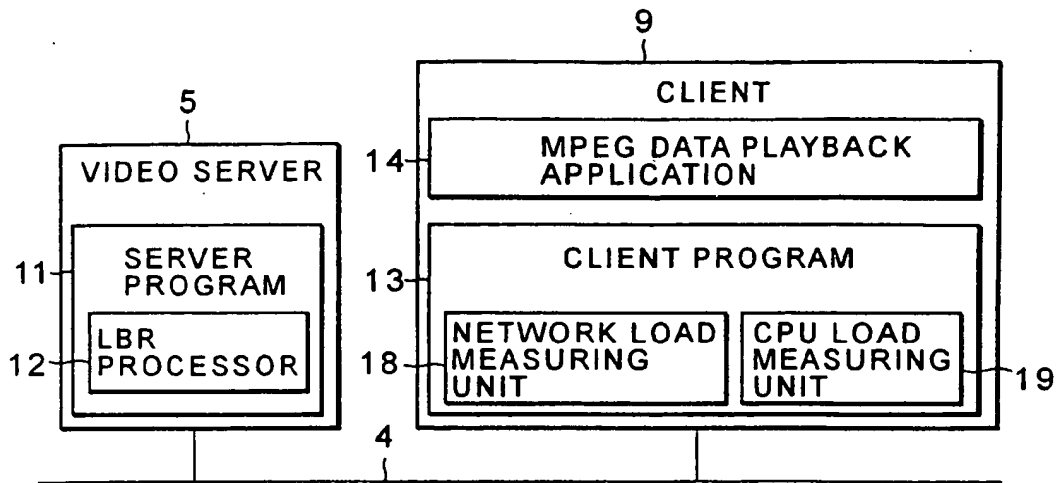 9
CLIENT
5
VIDEO SERVER
14
MPEG DATA PLAYBACK
APPLICATION
11
SERVER
PROGRAM
13
CLIENT PROGRAM
12
LBR
PROCESSOR
18
NETWORK LOAD
MEASURING
UNIT
CPU LOAD
MEASURING
UNIT
19
4